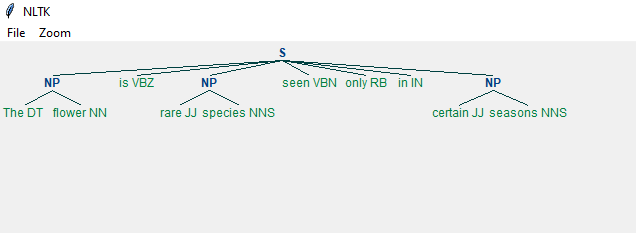 NLTK
File Zoom
S
NP is VBZ NP seen VBN only RB in IN NP
The DT flower NN rare JJ species NNS certain JJ seasons NNS